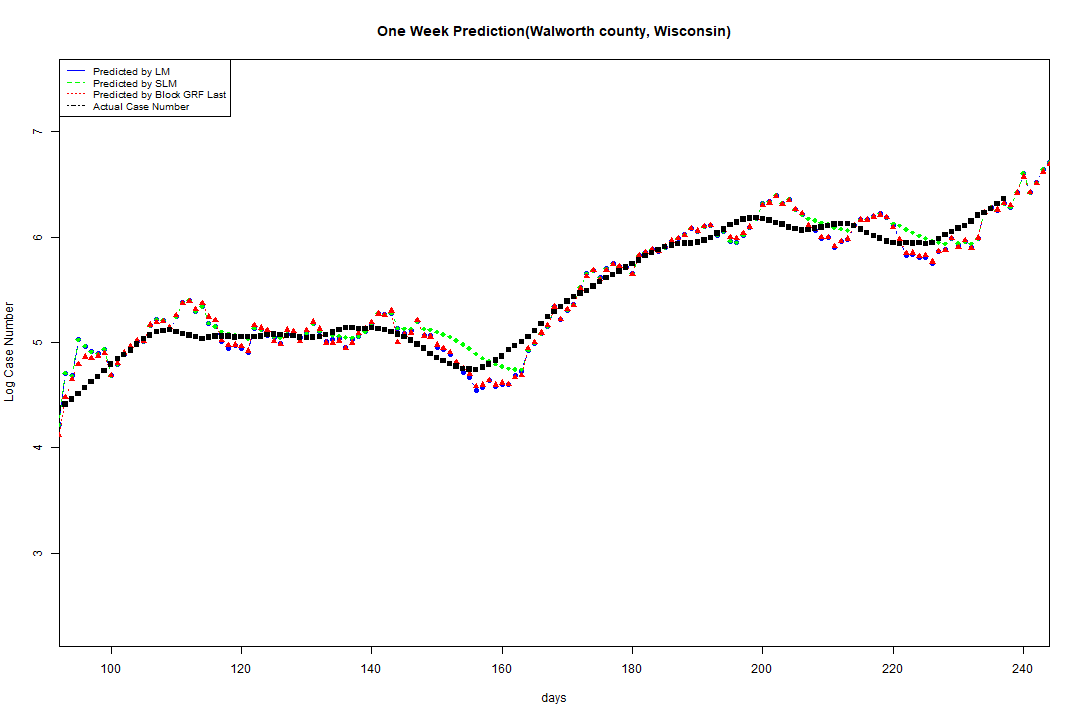 One Week Prediction(Walworth county, Wisconsin)
Predicted by LM
Predicted by SLM
Predicted by Block GRF Last
Actual Case Number
7
6
5
4
3
Log Case Number
100 120 140 160 180 200 220 240
days